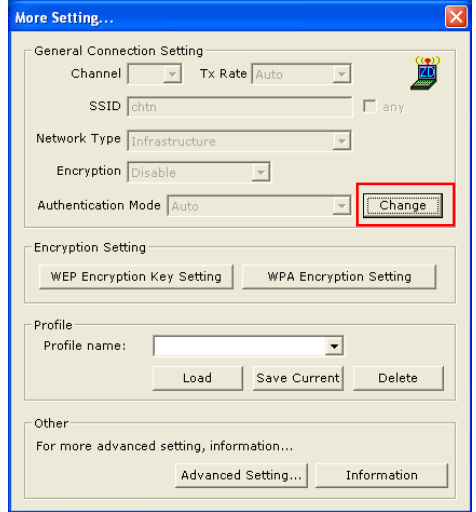 More Setting...
General Connection Setting
Channel Tx Rate Auto
ZD
SSID chtn any
Network Type Infrastructure
Encryption Disable
Authentication Mode Auto Change
Encryption Setting
WEP Encryption Key Setting WPA Encryption Setting
Profile
Profile name:
Load Save Current Delete
Other
For more advanced setting, information...
Advanced Setting... Information